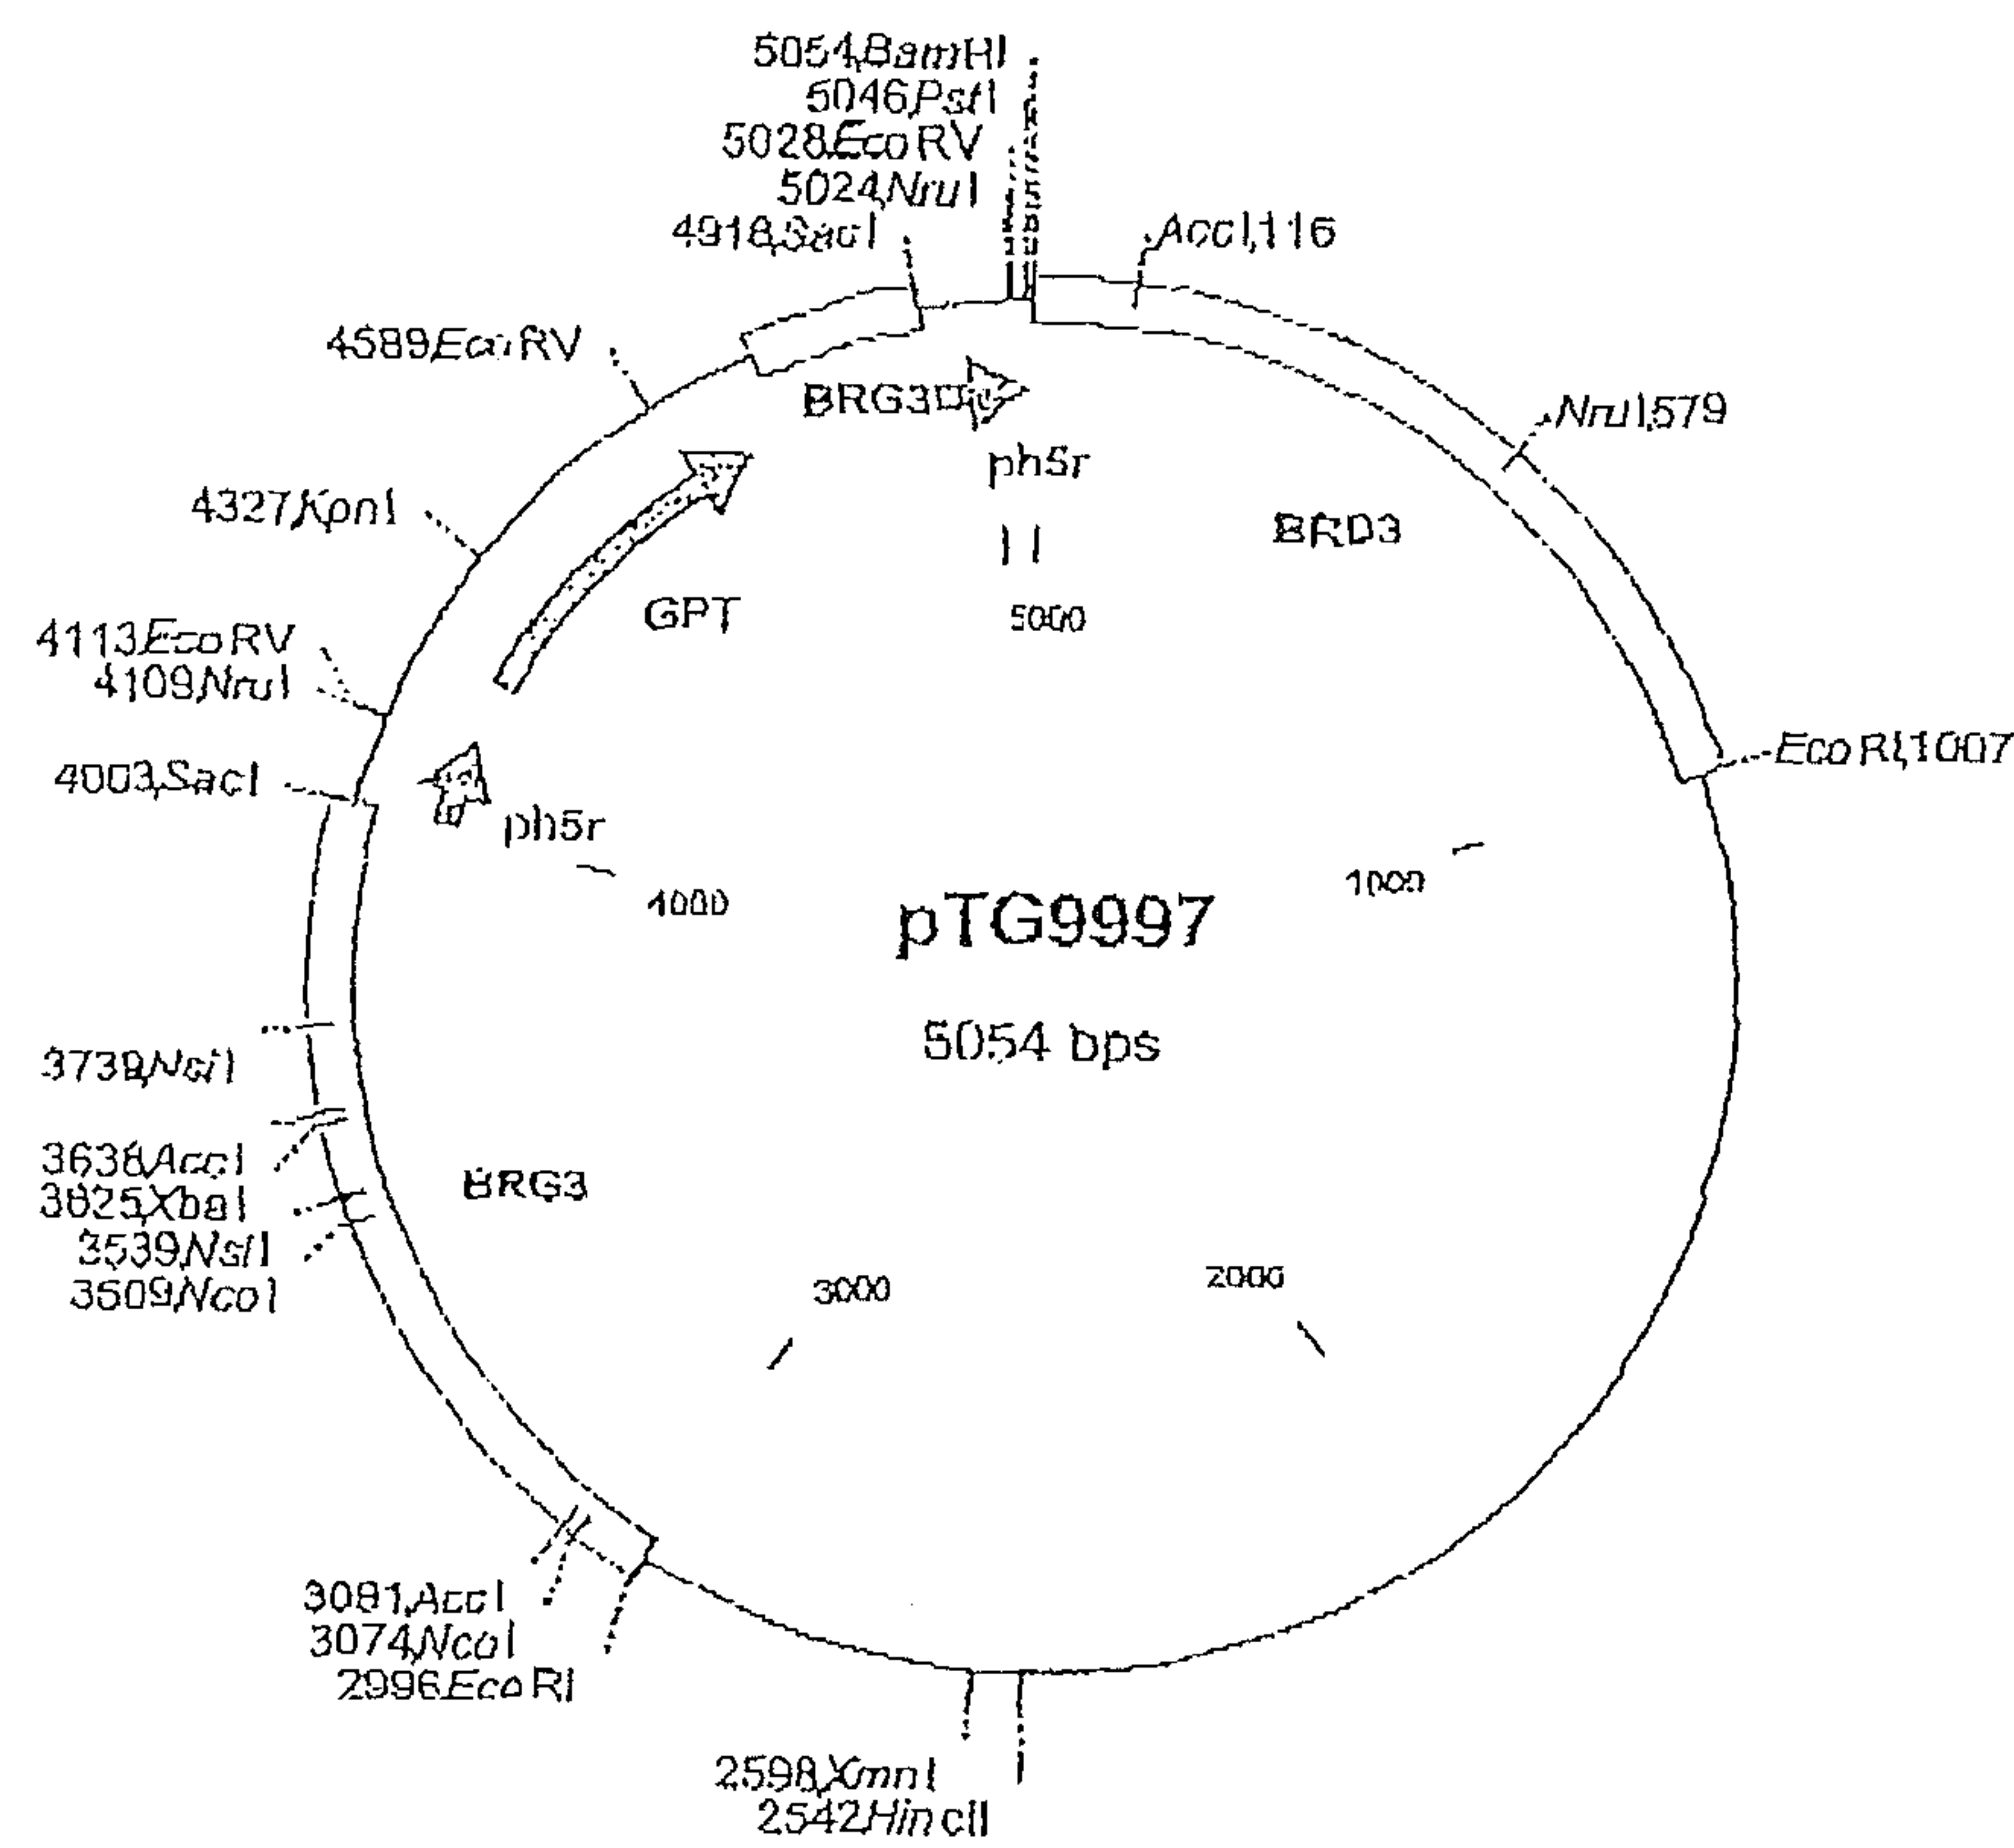 5054,BamHI
5046,PstI
5028,EcoRV
5024,NruI
4918,SacI
AccI,116
4589,EcoRV
BRG3
NruI,579
ph5r
4327,KpnI
BRD3
GPT
5000
4113,EcoRV
4109,NruI
EcoRI,1007
4003,SacI
ph5r
1000
4000
pTG9997
5054 bps
3739,NsiI
3638,AccI
3625,XbaI
3539,NsiI
3509,NcoI
BRG3
2000
3000
3081,AccI
3074,NcoI
2996,EcoRI
2598,XmnI
2542,HincII